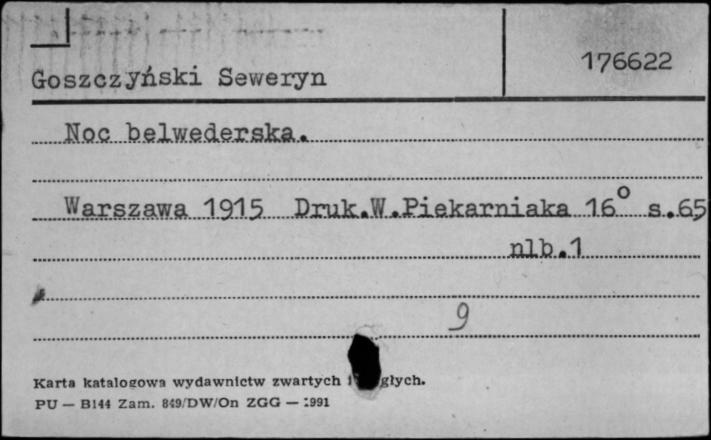 Goszczyński Seweryn
176622
Noc belwederska.
Warszawa 1915 Druk.W.Piekarniaka 16° s.65
nlb.1
9
Karta katalogowa wydawnictw zwartych głych.
PU — B144 Zam. 849/DW/On ZGG — 1991